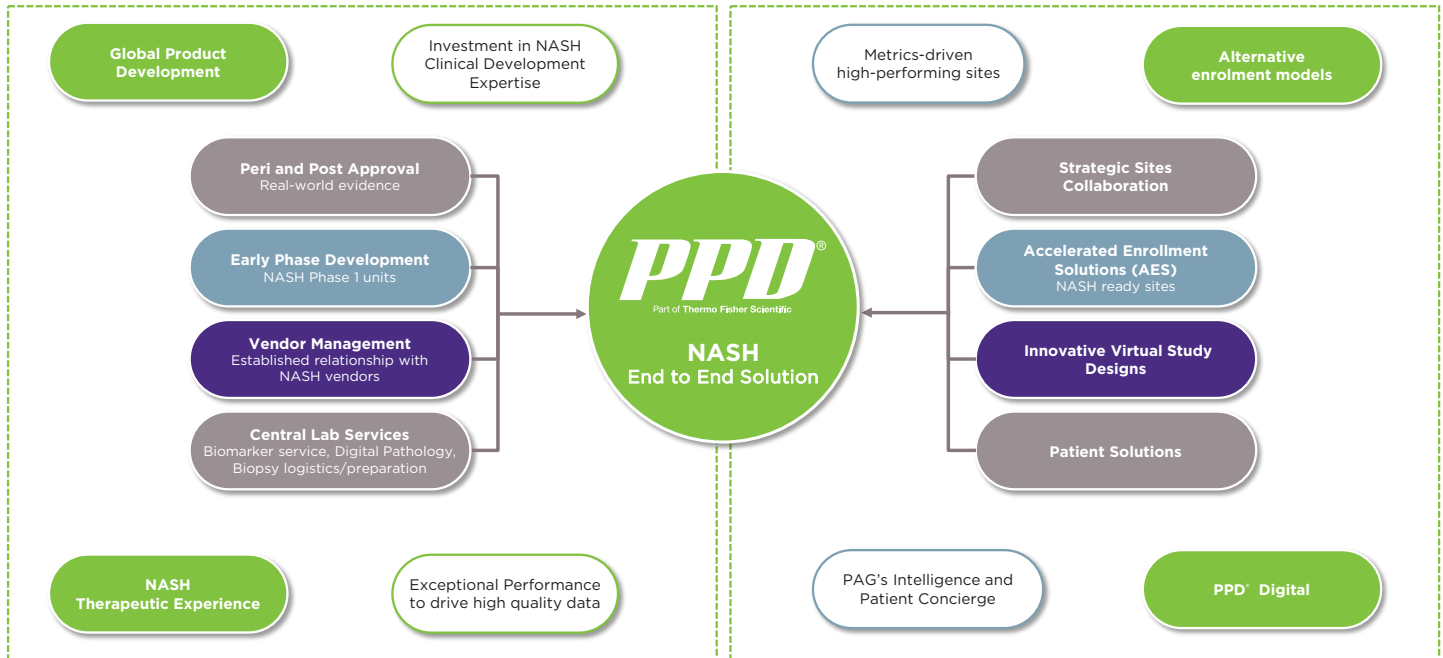 Global Product
Development
Investment in NASH
Clinical Development
Expertise
Metrics-driven
high-performing sites
Alternative
enrolment models
Peri and Post Approval
Real-world evidence
Early Phase Development
NASH Phase 1 units
Vendor Management
Established relationship with
NASH vendors
Central Lab Services
Biomarker service, Digital Pathology,
Biopsy logistics/preparation
PPD®
Part of Thermo Fisher Scientific
NASH
End to End Solution
Strategic Sites
Collaboration
Accelerated Enrollment
Solutions (AES)
NASH ready sites
Innovative Virtual Study
Designs
Patient Solutions
NASH
Therapeutic Experience
Exceptional Performance
to drive high quality data
PAG's Intelligence and
Patient Concierge
PPD® Digital